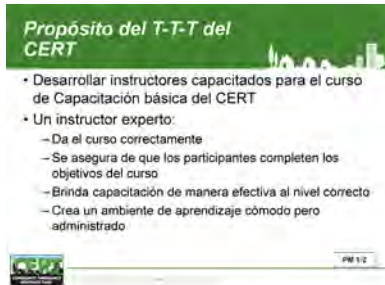 Propósito del T-T-T del
CERT
• Desarrollar instructores capacitados para el curso
de Capacitación básica del CERT
• Un instructor experto:
– Da el curso correctamente
– Se asegura de que los participantes completen los
objetivos del curso
– Brinda capacitación de manera efectiva al nivel correcto
– Crea un ambiente de aprendizaje cómodo pero
administrado
CERT
PM 1/2